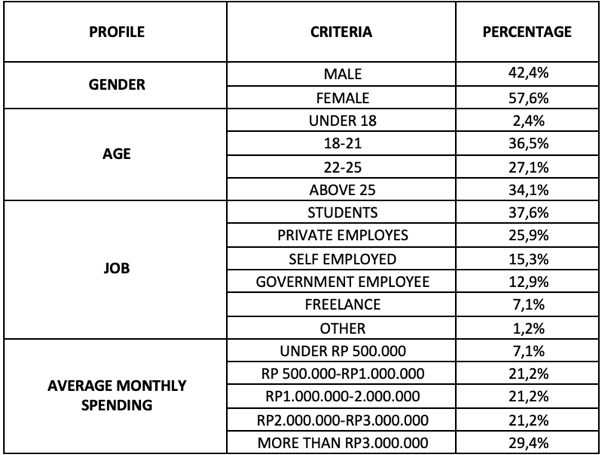 PROFILE CRITERIA PERCENTAGE
GENDER MALE 42,4%
FEMALE 57,6%
AGE UNDER 18 2,4%
18-21 36,5%
22-25 27,1%
ABOVE 25 34,1%
JOB STUDENTS 37,6%
PRIVATE EMPLOYES 25,9%
SELF EMPLOYED 15,3%
GOVERNMENT EMPLOYEE 12,9%
FREELANCE 7,1%
OTHER 1,2%
AVERAGE MONTHLY SPENDING UNDER RP 500.000 7,1%
RP 500.000-RP1.000.000 21,2%
RP1.000.000-2.000.000 21,2%
RP2.000.000-RP3.000.000 21,2%
MORE THAN RP3.000.000 29,4%